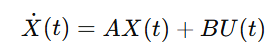 Ẋ(t) = AX(t) + BU(t)